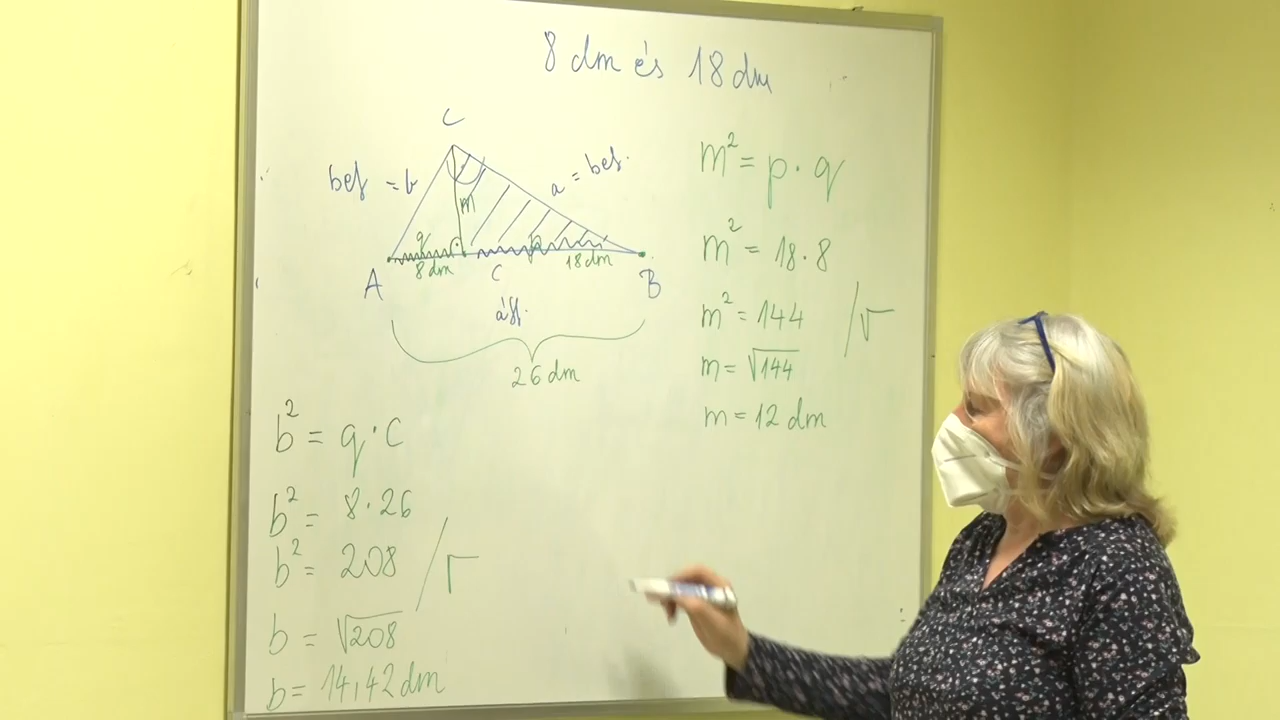 8 dm és 18 dm
C
bef = b
a = bef.
m
q
p
8 dm
c
18 dm
A
B
átf.
26 dm
m² = p · q
m² = 18 · 8
m² = 144 /√
m = √144
m = 12 dm
b² = q · c
b² = 8 · 26
b² = 208 /√
b = √208
b = 14,42 dm